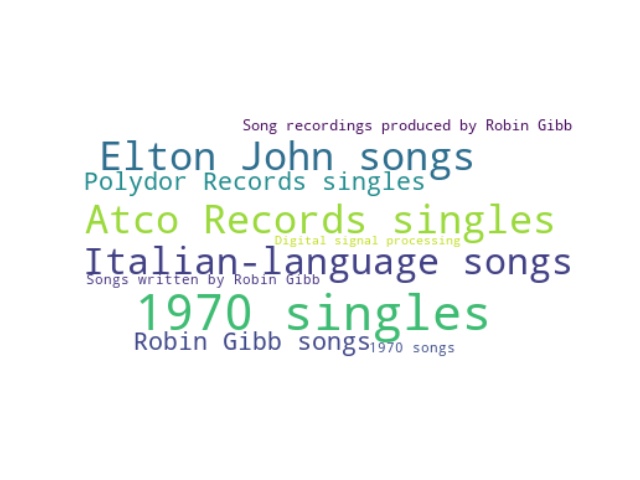 Song recordings produced by Robin Gibb
Elton John songs
Polydor Records singles
Atco Records singles
Digital signal processing
Italian-language songs
Songs written by Robin Gibb
1970 singles
Robin Gibb songs
1970 songs